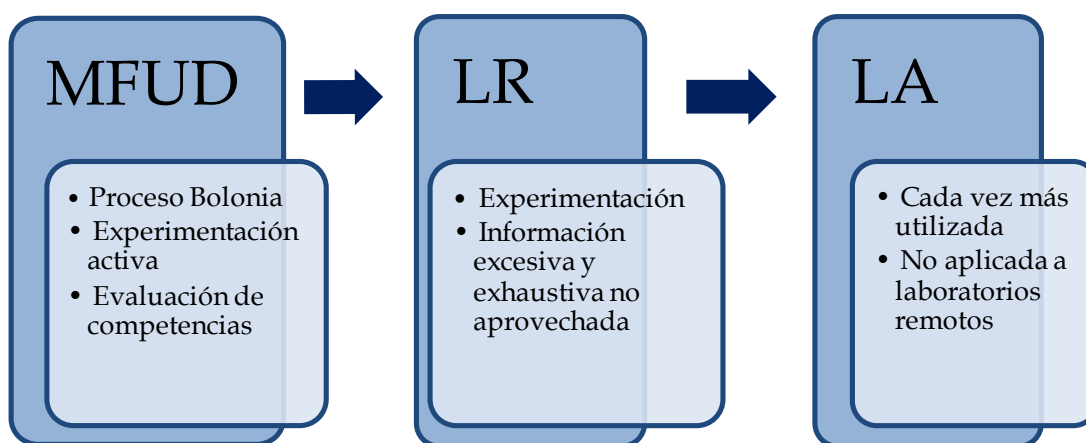 MFUD
• Proceso Bolonia
• Experimentación
activa
• Evaluación de
competencias
LR
• Experimentación
• Información
excesiva y
exhaustiva no
aprovechada
LA
• Cada vez más
utilizada
• No aplicada a
laboratorios
remotos